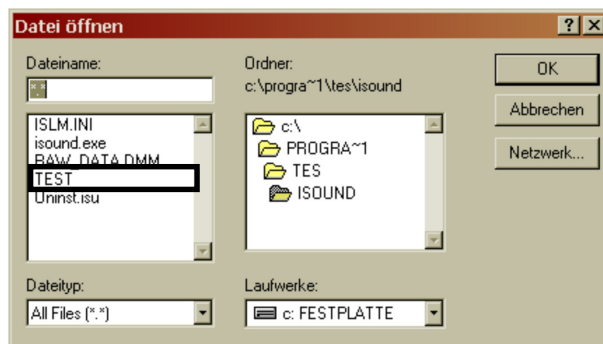 Datei öffnen
Dateiname:
*.*
ISLM.INI
isound.exe
RAW_DATA.DMM
TEST
Uninst.isu
Dateityp:
All Files (*.*)
Ordner:
c:\progra~1\tes\isound
c:\
PROGRA~1
TES
ISOUND
Laufwerke:
c: FESTPLATTE
OK
Abbrechen
Netzwerk...